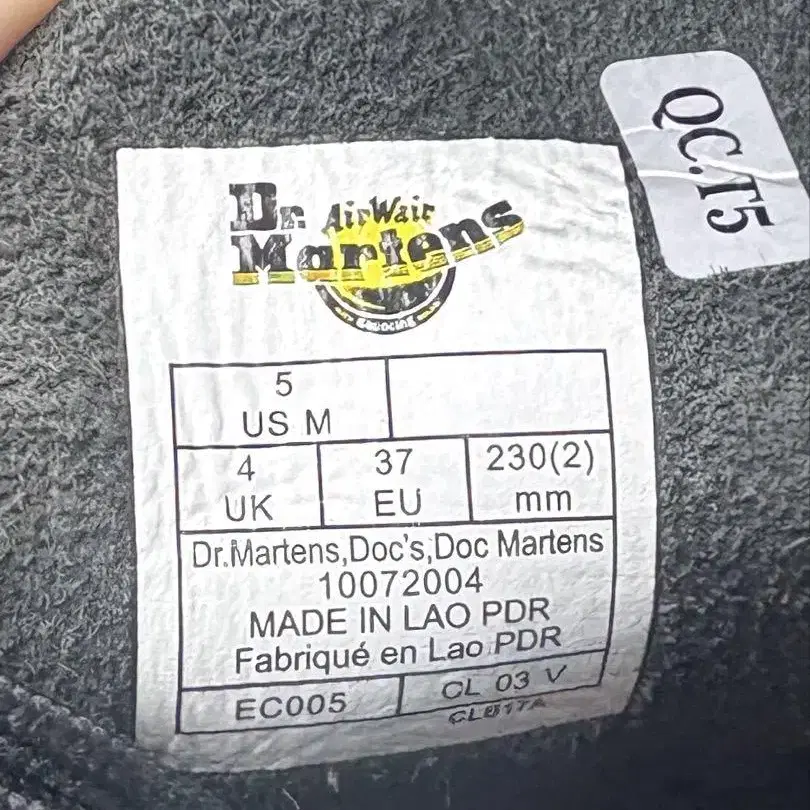 Dr. AirWair
Martens
5
US M
4
UK
37
EU
230(2)
mm
Dr.Martens,Doc's,Doc Martens
10072004
MADE IN LAO PDR
Fabriqué en Lao PDR
EC005
CL 03 V
QC.T5